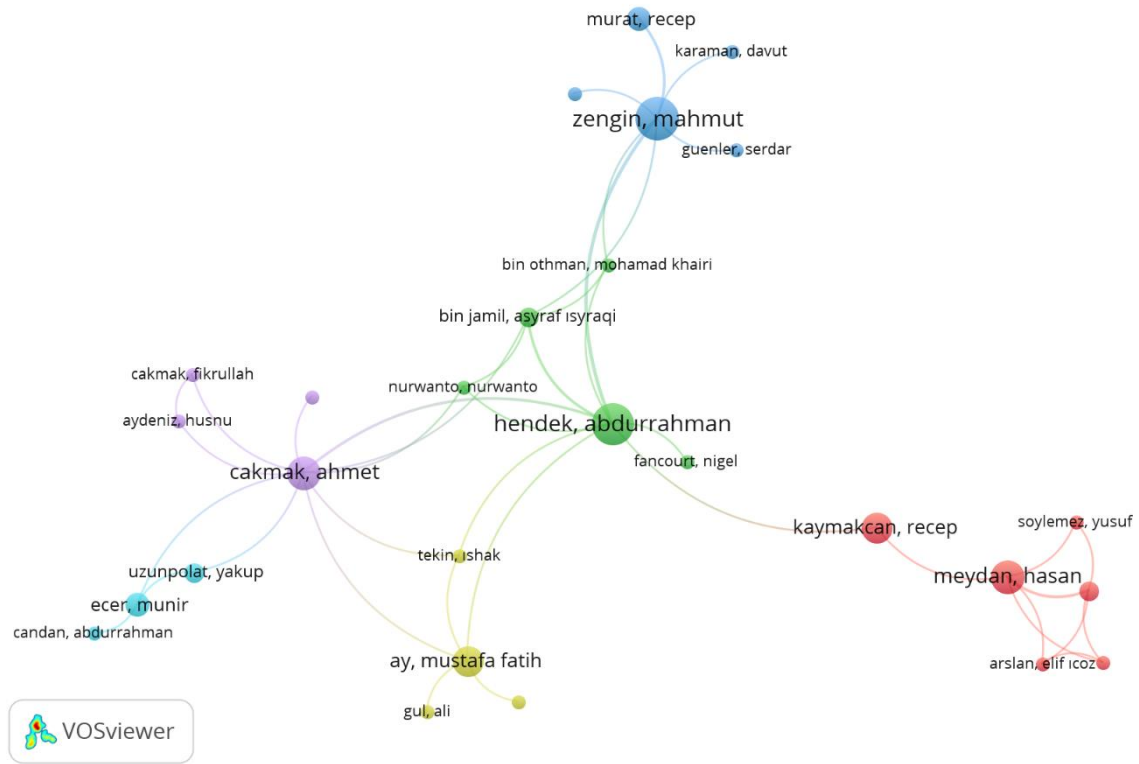 murat, recep
karaman, davut
zengin, mahmut
guenler, serdar
bin othman, mohamad khairi
bin jamil, asyraf ısyraqi
cakmak, fikrullah
nurwanto, nurwanto
aydeniz, husnu
hendek, abdurrahman
fancourt, nigel
cakmak, ahmet
kaymakcan, recep
soylemez, yusuf
tekin, ıshak
uzunpolat, yakup
meydan, hasan
ecer, munir
candan, abdurrahman
ay, mustafa fatih
arslan, elif ıcoz
gul, ali
VOSviewer